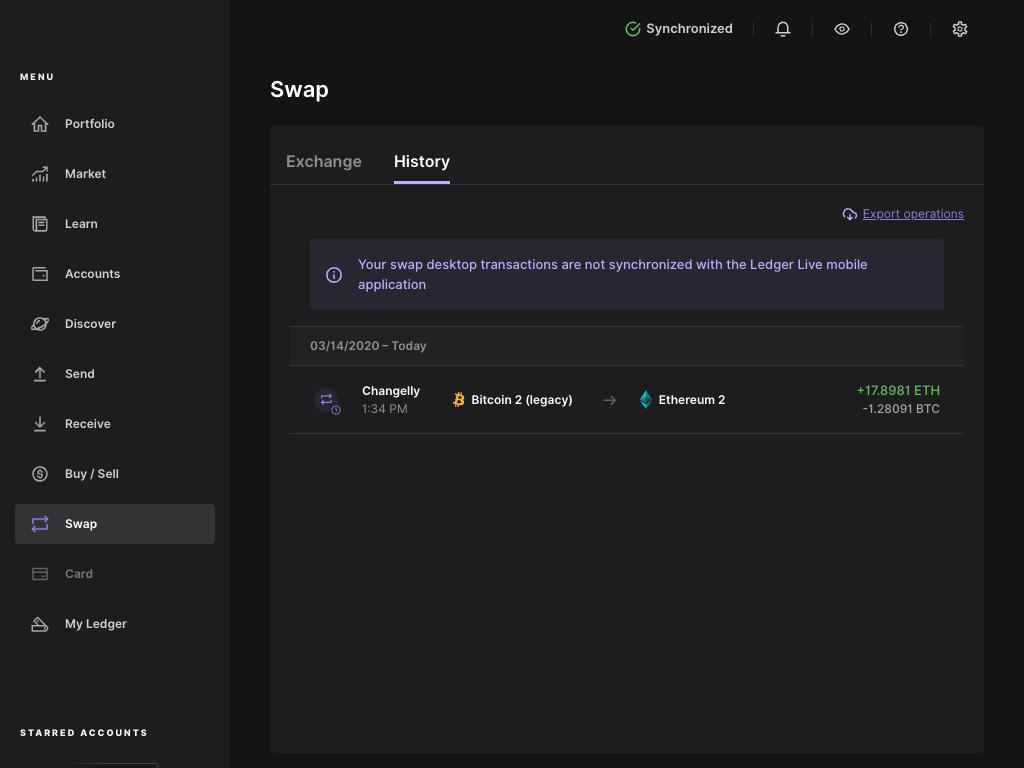 Synchronized
MENU
Portfolio
Market
Learn
Accounts
Discover
Send
Receive
Buy / Sell
Swap
Card
My Ledger
STARRED ACCOUNTS
Swap
Exchange
History
Export operations
Your swap desktop transactions are not synchronized with the Ledger Live mobile
application
03/14/2020 – Today
Changelly
1:34 PM
Bitcoin 2 (legacy)
Ethereum 2
+17.8981 ETH
-1.28091 BTC